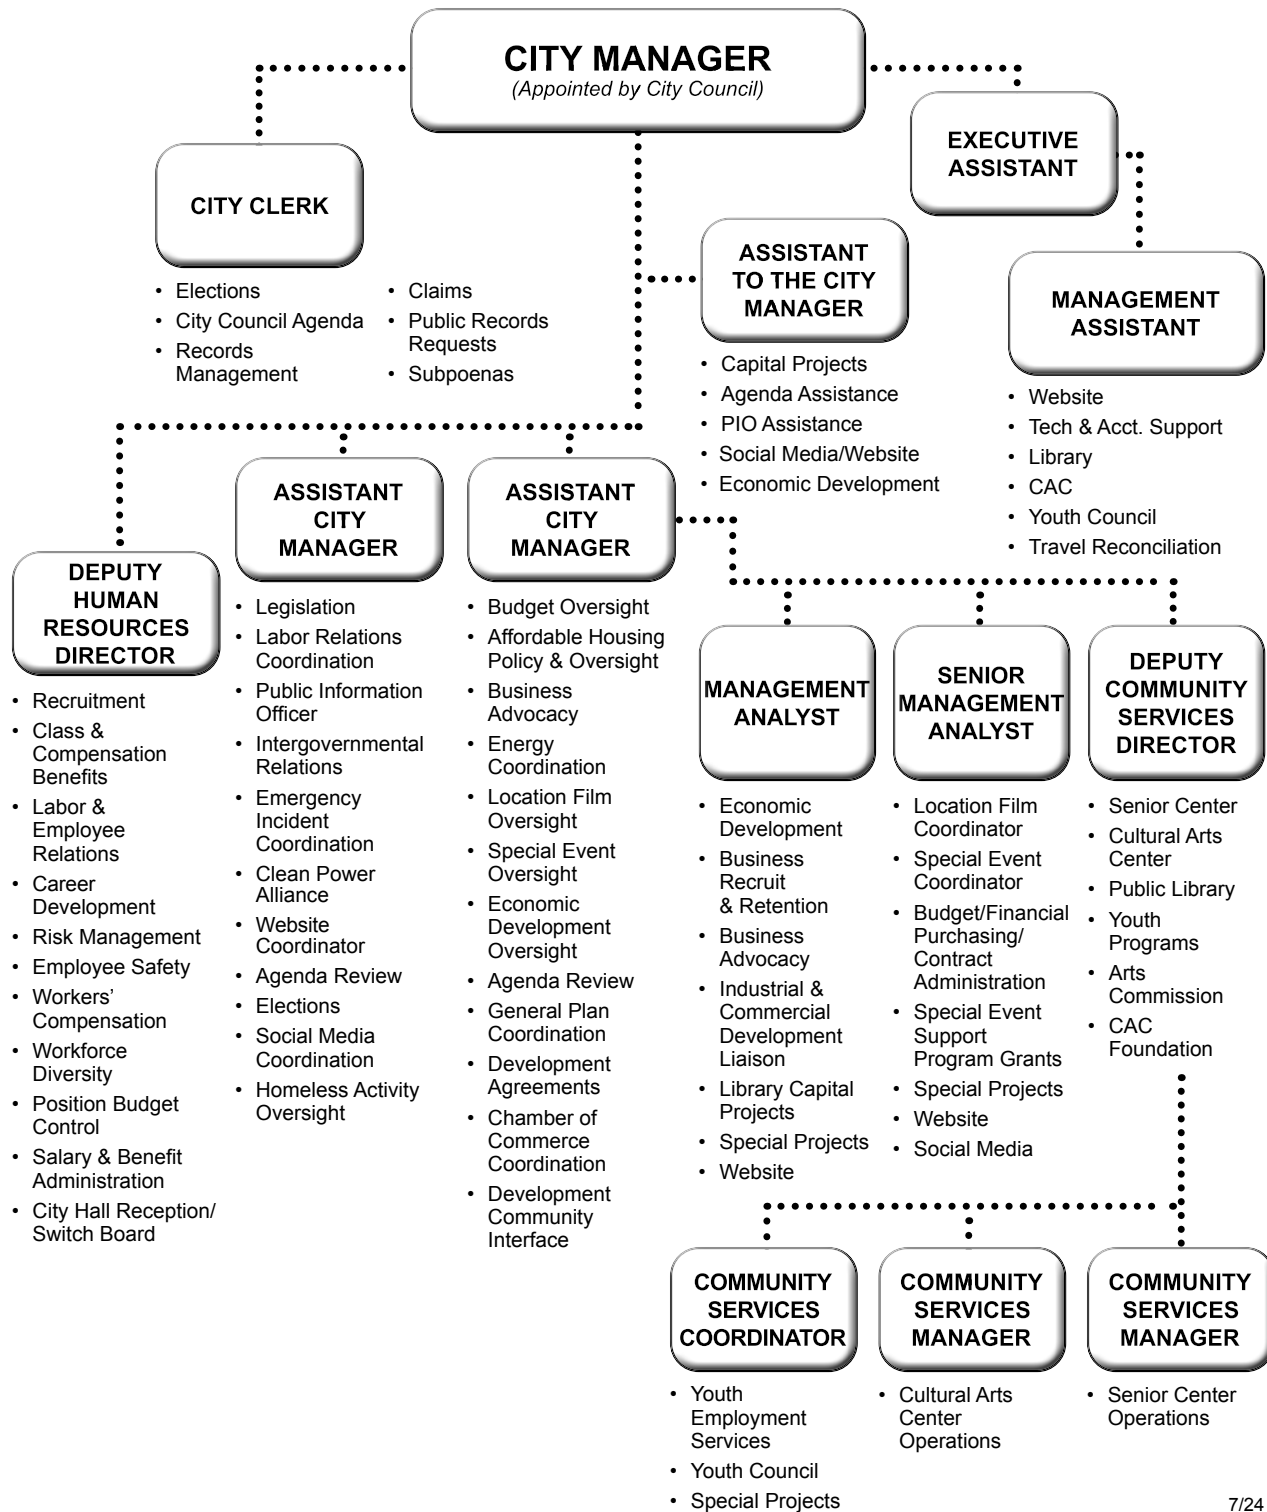 CITY MANAGER
(Appointed by City Council)
EXECUTIVE
ASSISTANT
CITY CLERK
• Elections
• City Council Agenda
• Records
Management
• Claims
• Public Records
Requests
• Subpoenas
ASSISTANT
TO THE CITY
MANAGER
• Capital Projects
• Agenda Assistance
• PIO Assistance
• Social Media/Website
• Economic Development
MANAGEMENT
ASSISTANT
• Website
• Tech & Acct. Support
• Library
• CAC
• Youth Council
• Travel Reconciliation
DEPUTY
HUMAN
RESOURCES
DIRECTOR
• Recruitment
• Class &
Compensation
Benefits
• Labor &
Employee
Relations
• Career
Development
• Risk Management
• Employee Safety
• Workers’
Compensation
• Workforce
Diversity
• Position Budget
Control
• Salary & Benefit
Administration
• City Hall Reception/
Switch Board
ASSISTANT
CITY
MANAGER
• Legislation
• Labor Relations
Coordination
• Public Information
Officer
• Intergovernmental
Relations
• Emergency
Incident
Coordination
• Clean Power
Alliance
• Website
Coordinator
• Agenda Review
• Elections
• Social Media
Coordination
• Homeless Activity
Oversight
ASSISTANT
CITY
MANAGER
• Budget Oversight
• Affordable Housing
Policy & Oversight
• Business
Advocacy
• Energy
Coordination
• Location Film
Oversight
• Special Event
Oversight
• Economic
Development
Oversight
• Agenda Review
• General Plan
Coordination
• Development
Agreements
• Chamber of
Commerce
Coordination
• Development
Community
Interface
MANAGEMENT
ANALYST
• Economic
Development
• Business
Recruit
& Retention
• Business
Advocacy
• Industrial &
Commercial
Development
Liaison
• Library Capital
Projects
• Special Projects
• Website
SENIOR
MANAGEMENT
ANALYST
• Location Film
Coordinator
• Special Event
Coordinator
• Budget/Financial
Purchasing/
Contract
Administration
• Special Event
Support
Program Grants
• Special Projects
• Website
• Social Media
DEPUTY
COMMUNITY
SERVICES
DIRECTOR
• Senior Center
• Cultural Arts
Center
• Public Library
• Youth
Programs
• Arts
Commission
• CAC
Foundation
COMMUNITY
SERVICES
COORDINATOR
• Youth
Employment
Services
• Youth Council
• Special Projects
COMMUNITY
SERVICES
MANAGER
• Cultural Arts
Center
Operations
COMMUNITY
SERVICES
MANAGER
• Senior Center
Operations
7/24